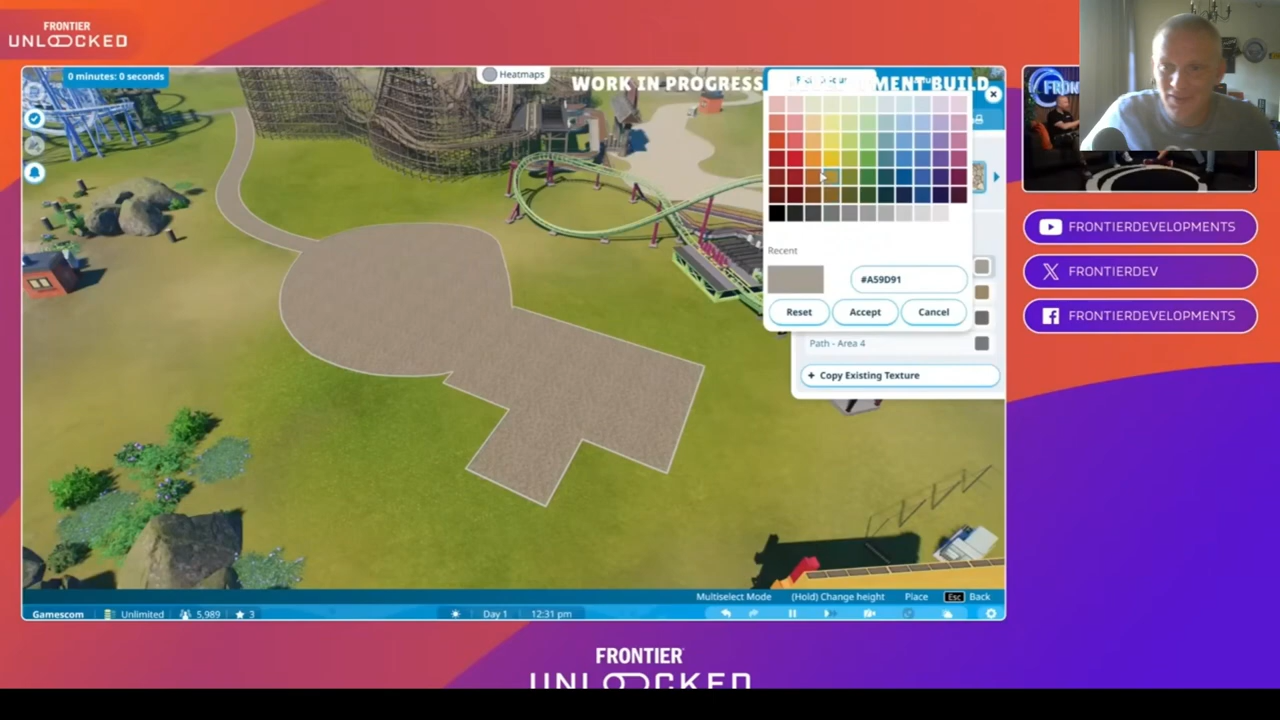 FRONTIER
UNLOCKED
0 minutes: 0 seconds
Heatmaps
WORK IN PROGRESS
BUILD
Recent
#A59D91
Reset
Accept
Cancel
Path - Area 4
+ Copy Existing Texture
FRONTIERDEVELOPMENTS
FRONTIERDEV
FRONTIERDEVELOPMENTS
Multiselect Mode
(Hold) Change height
Place
Esc Back
Gamescom
Unlimited
5,989
3
Day 1
12:31 pm
FRONTIER
UNLOCKED